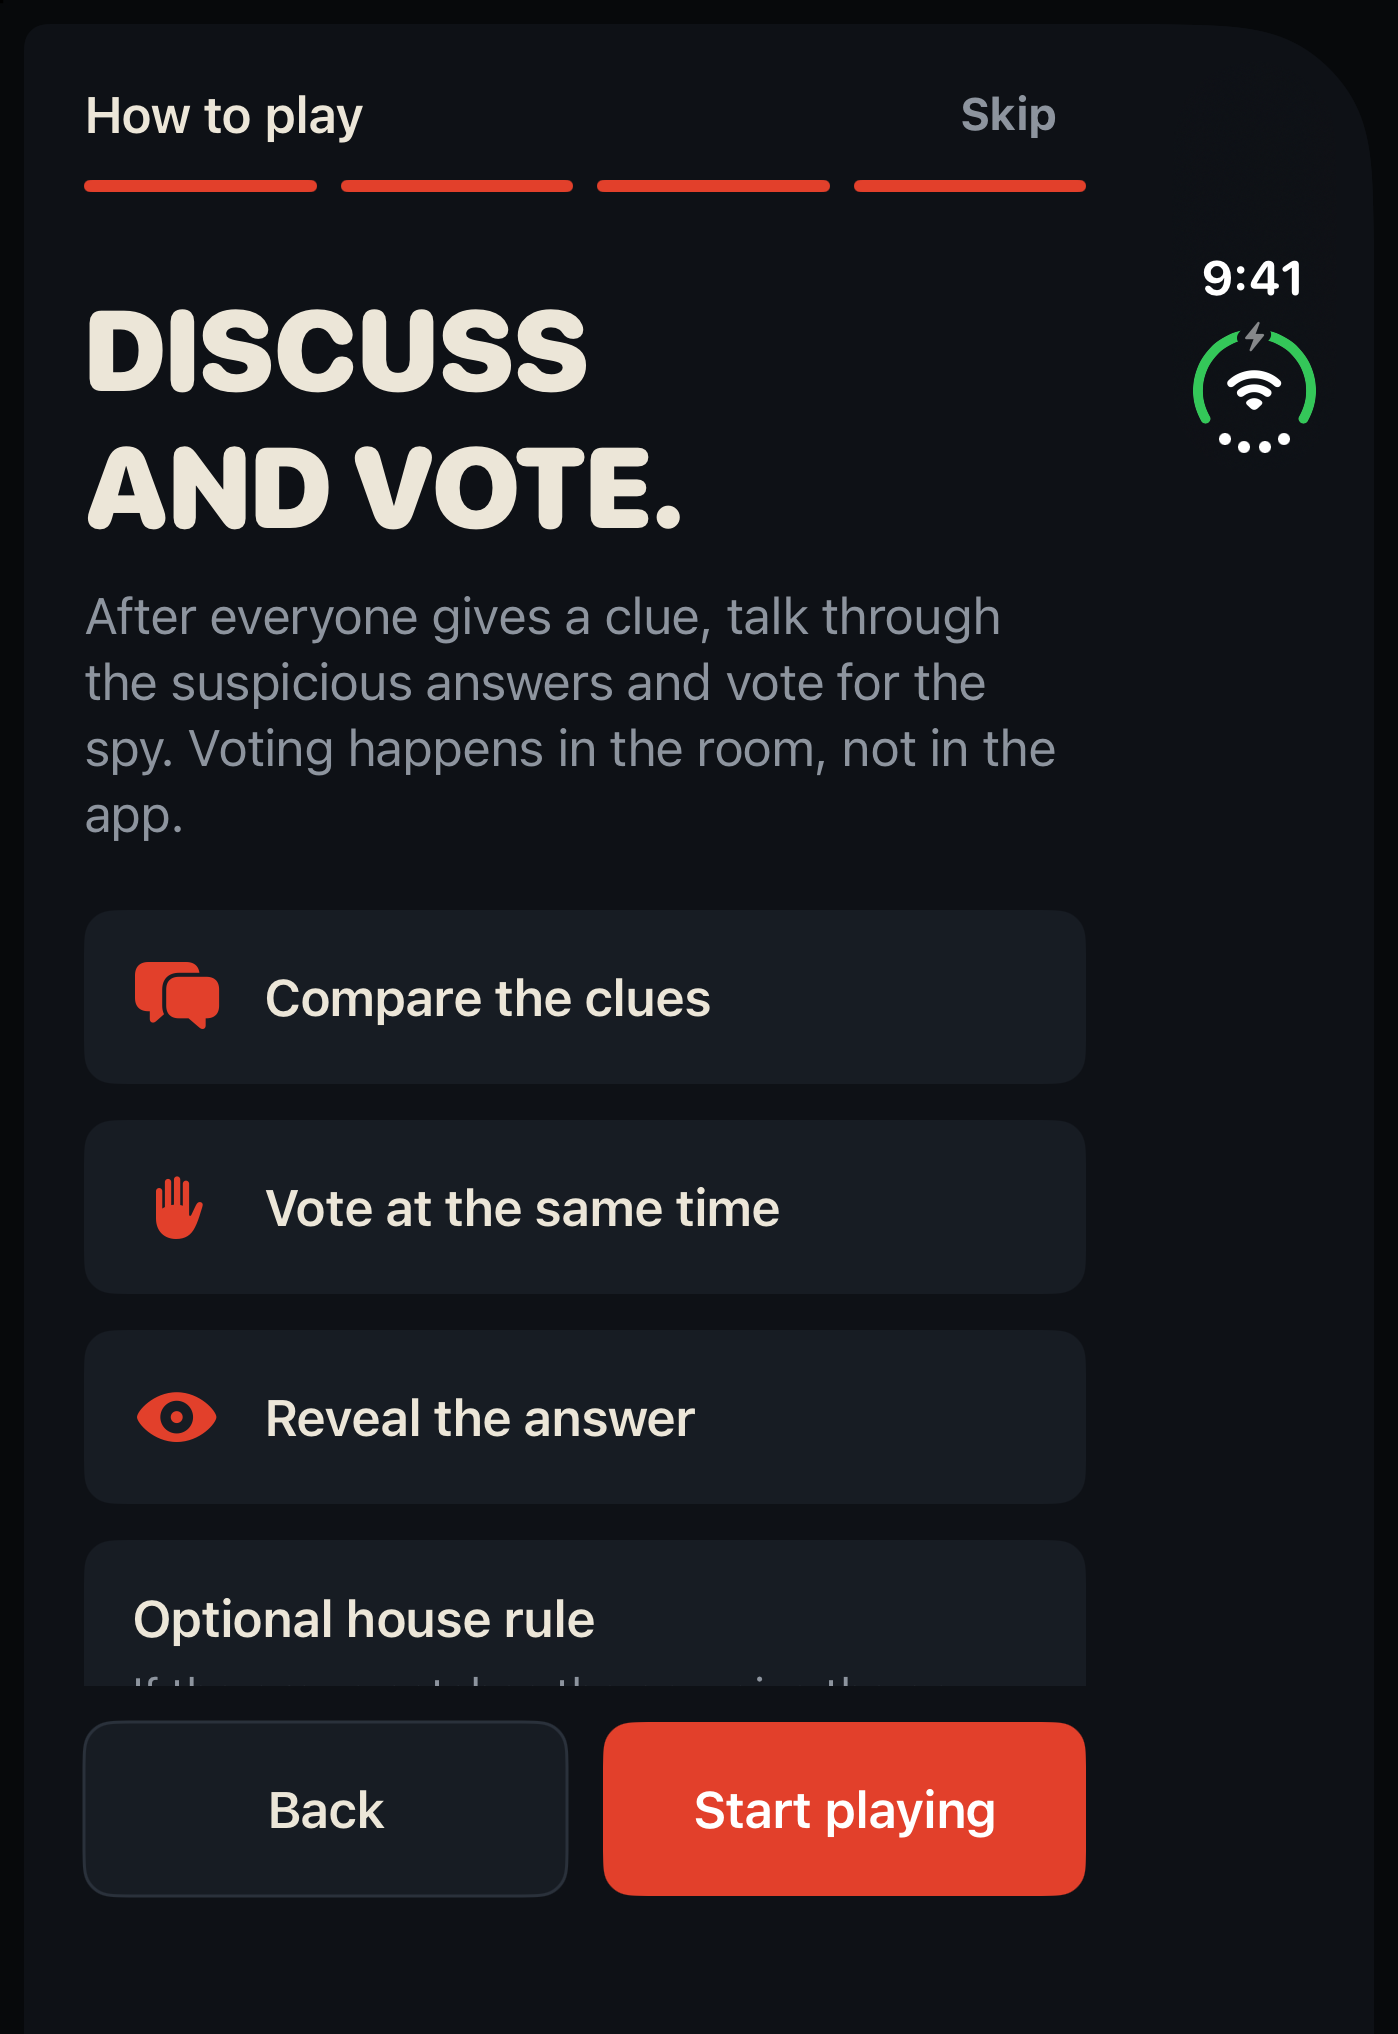 How to play
Skip
9:41
DISCUSS
AND VOTE.
After everyone gives a clue, talk through
the suspicious answers and vote for the
spy. Voting happens in the room, not in the
app.
Compare the clues
Vote at the same time
Reveal the answer
Optional house rule
Back
Start playing